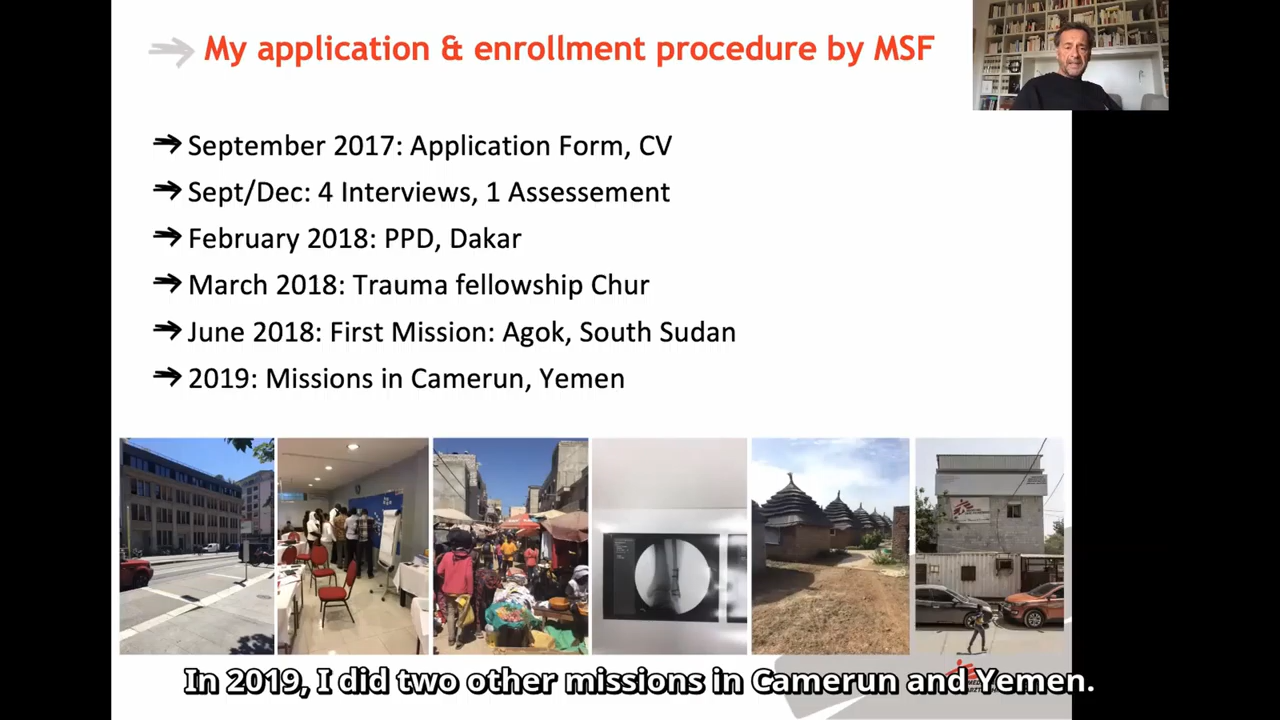 My application & enrollment procedure by MSF
September 2017: Application Form, CV
Sept/Dec: 4 Interviews, 1 Assessement
February 2018: PPD, Dakar
March 2018: Trauma fellowship Chur
June 2018: First Mission: Agok, South Sudan
2019: Missions in Camerun, Yemen
In 2019, I did two other missions in Camerun and Yemen.